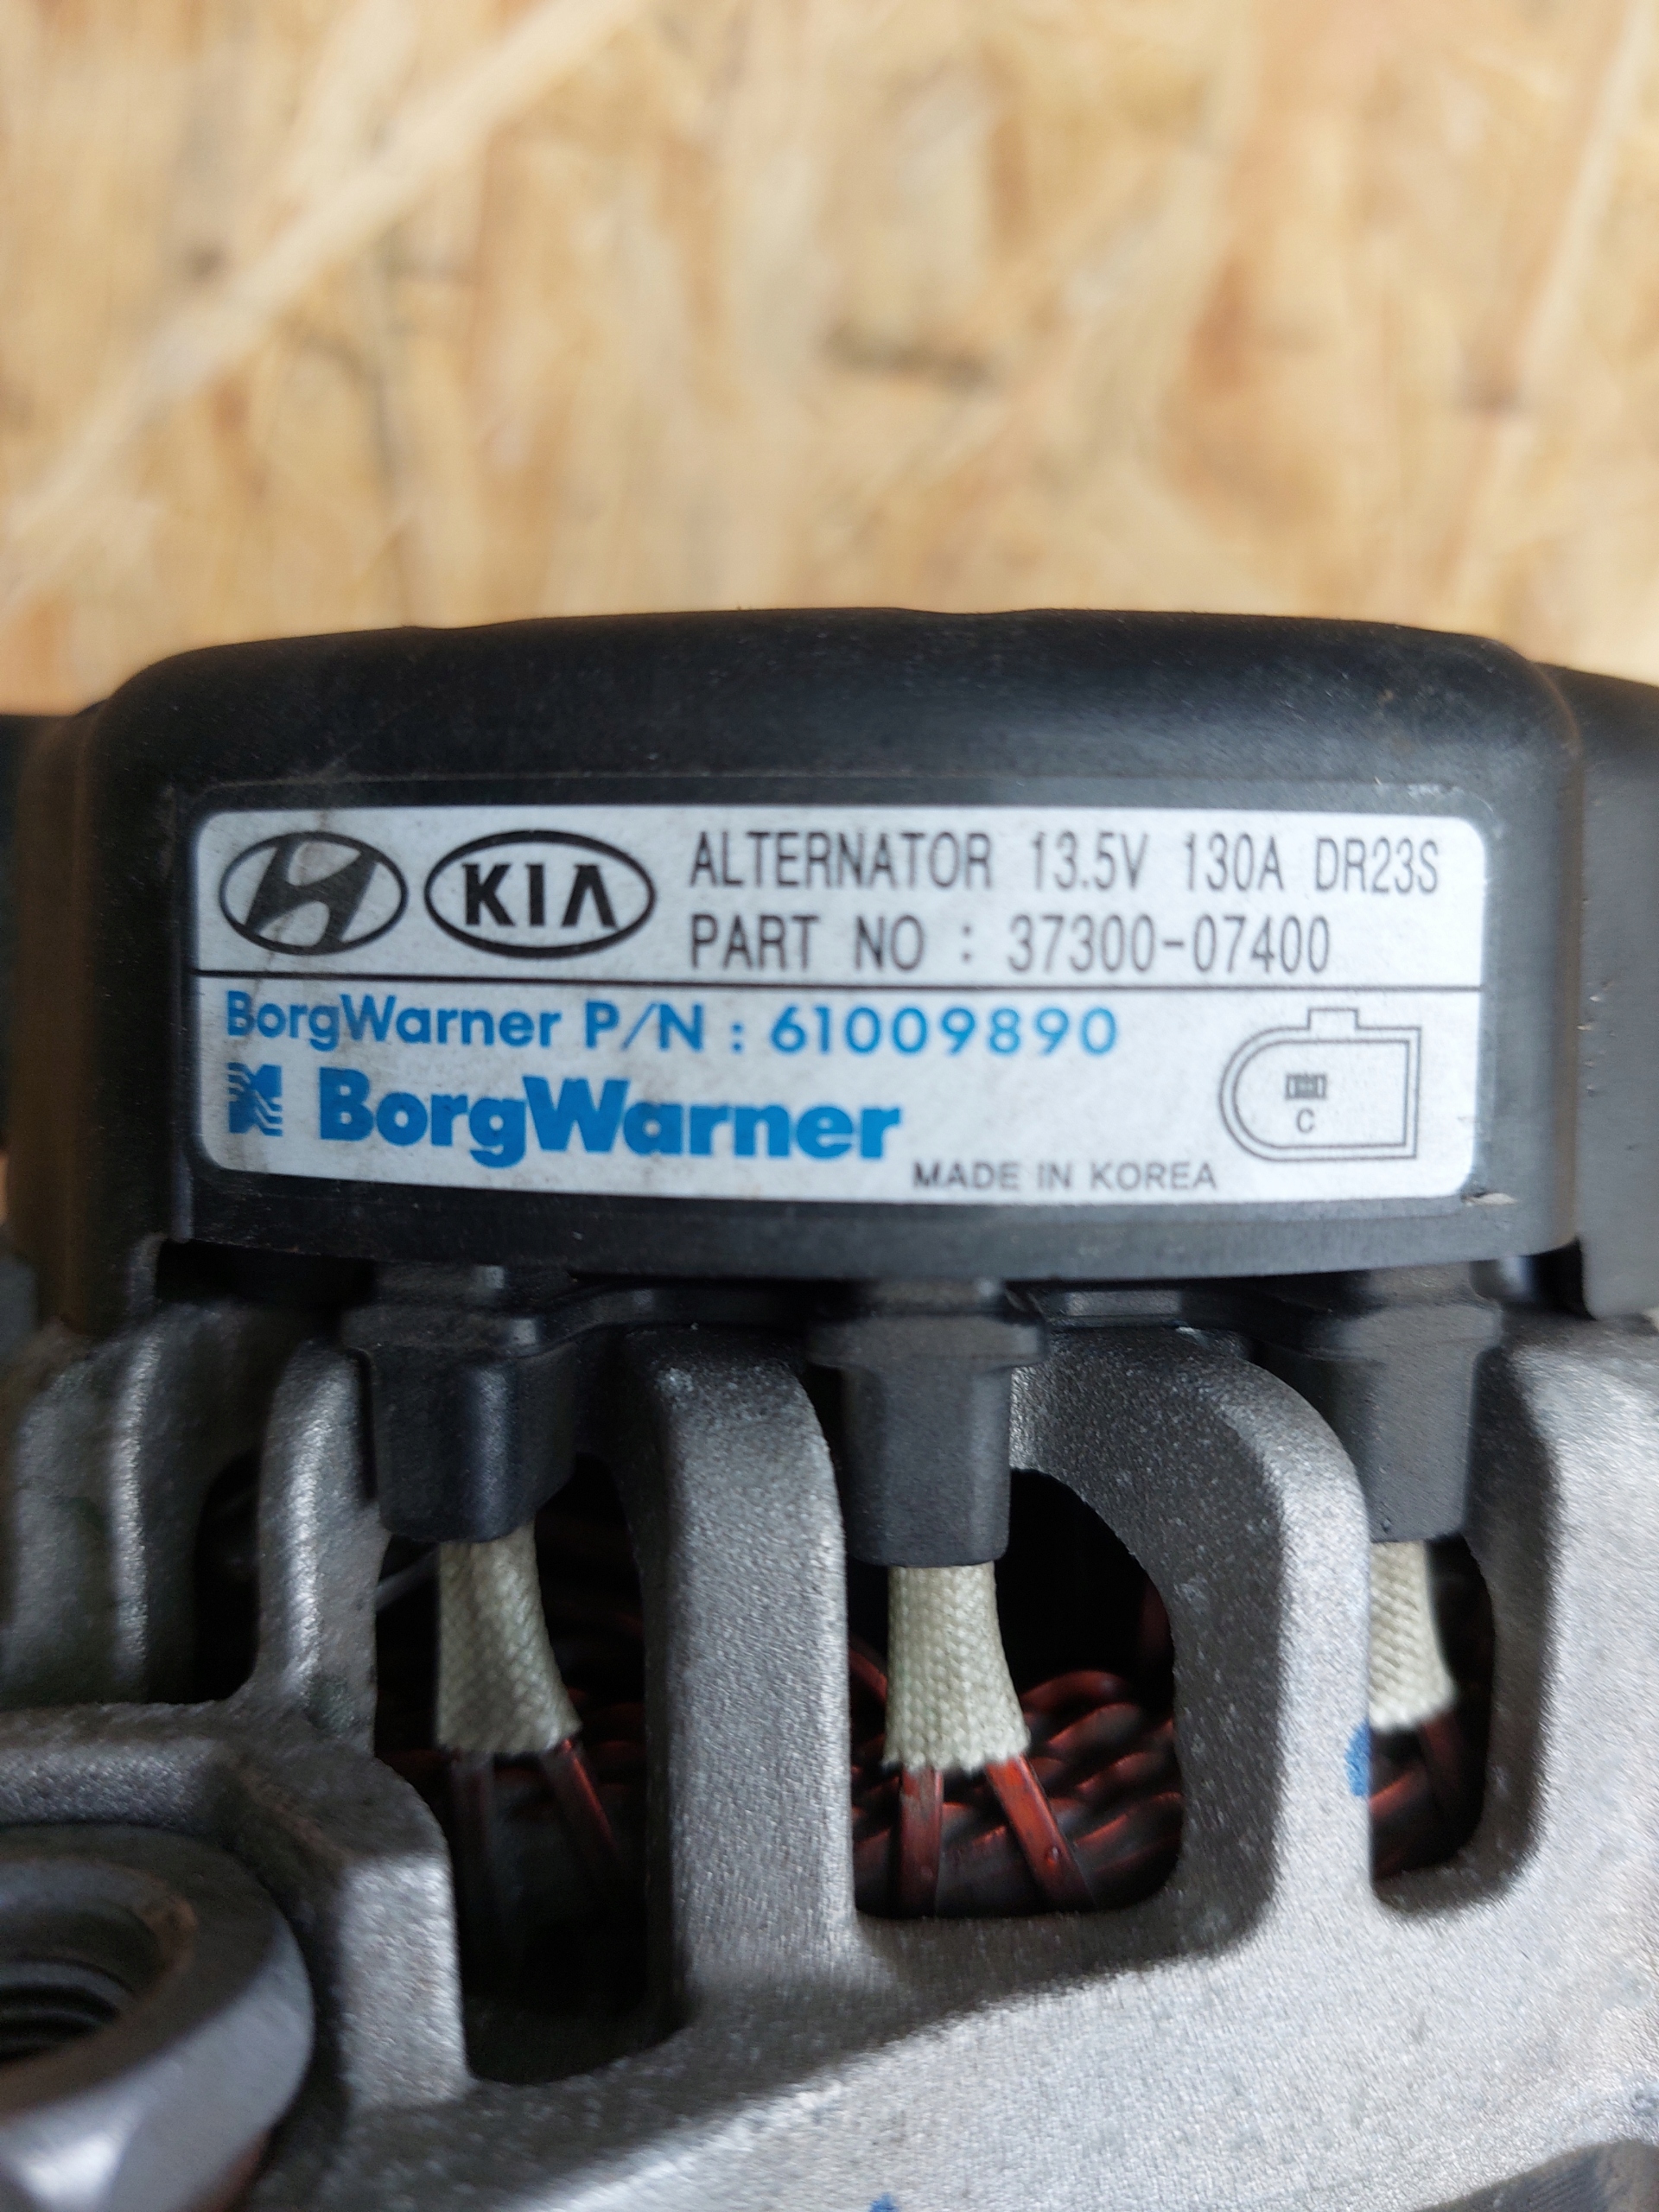 KIA
ALTERNATOR 13.5V 130A DR23S
PART NO : 37300-07400
BorgWarner P/N : 61009890
BorgWarner
MADE IN KOREA
C